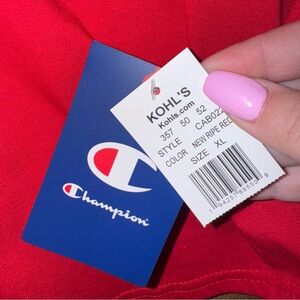 Champion
KOHL'S
Kohls.com
357 50 52
STYLE CAB022
COLOR NEW RIPE RED
SIZE XL